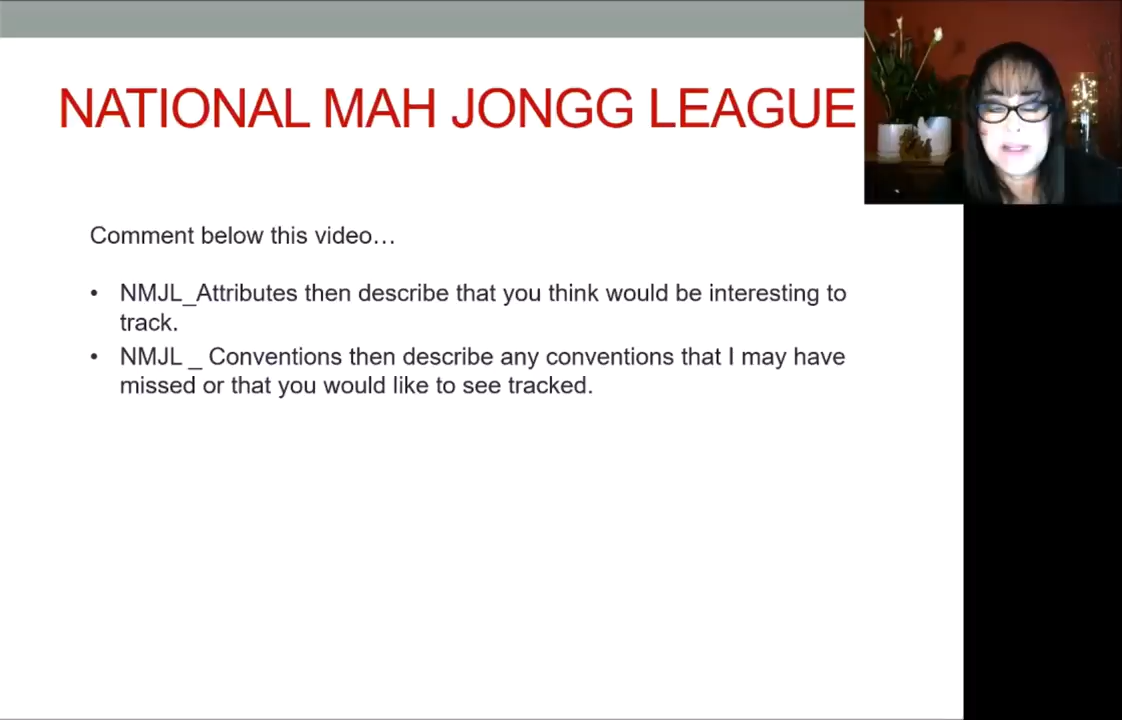 NATIONAL MAH JONGG LEAGUE
Comment below this video…
• NMJL_Attributes then describe that you think would be interesting to
track.
• NMJL _ Conventions then describe any conventions that I may have
missed or that you would like to see tracked.